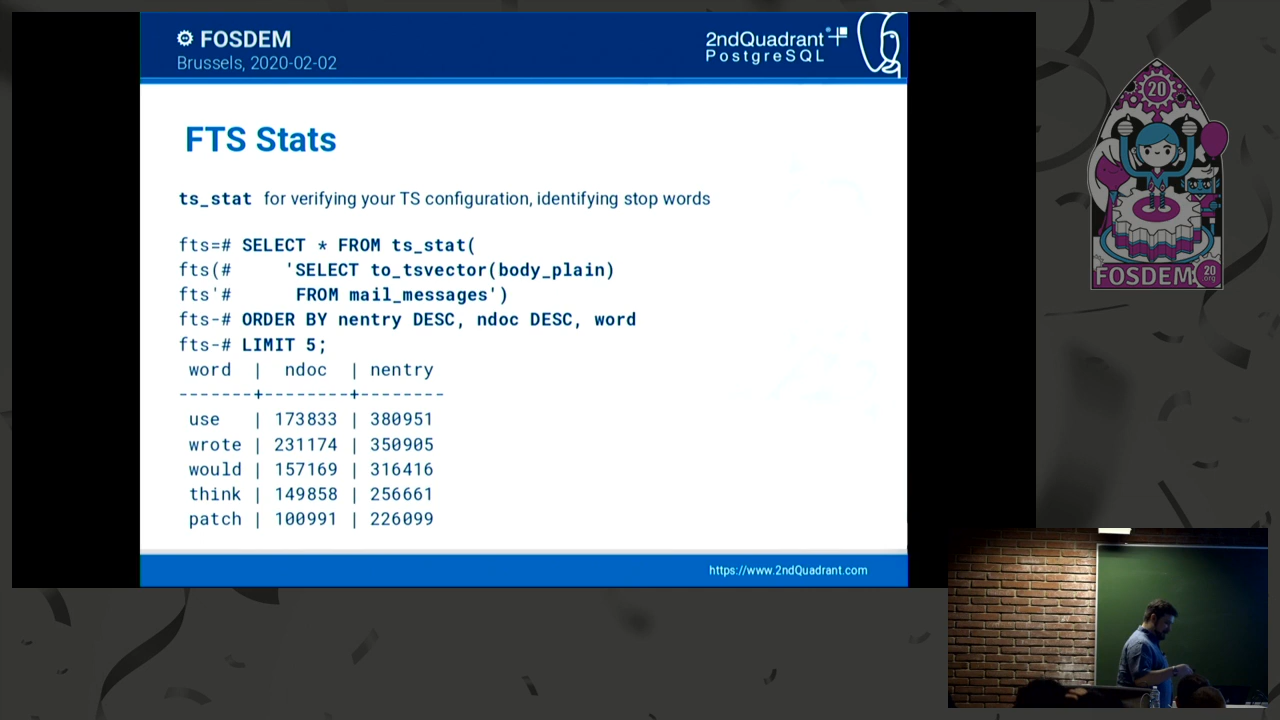 FOSDEM
Brussels, 2020-02-02
2ndQuadrant
PostgreSQL
FTS Stats
ts_stat for verifying your TS configuration, identifying stop words
fts=# SELECT * FROM ts_stat(
fts(#     'SELECT to_tsvector(body_plain)
fts'#      FROM mail_messages')
fts-# ORDER BY nentry DESC, ndoc DESC, word
fts-# LIMIT 5;
 word  |  ndoc  | nentry
-------+--------+--------
 use   | 173833 | 380951
 wrote | 231174 | 350905
 would | 157169 | 316416
 think | 149858 | 256661
 patch | 100991 | 226099
https://www.2ndQuadrant.com
20
FOSDEM
20
.org